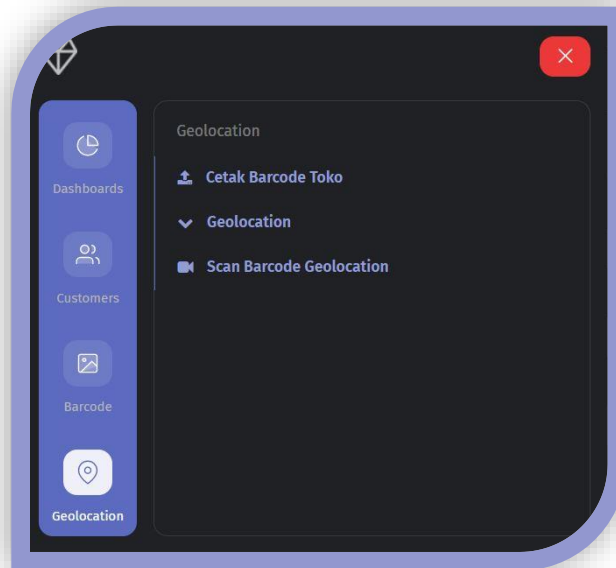 Dashboards
Customers
Barcode
Geolocation
Geolocation
Cetak Barcode Toko
Geolocation
Scan Barcode Geolocation